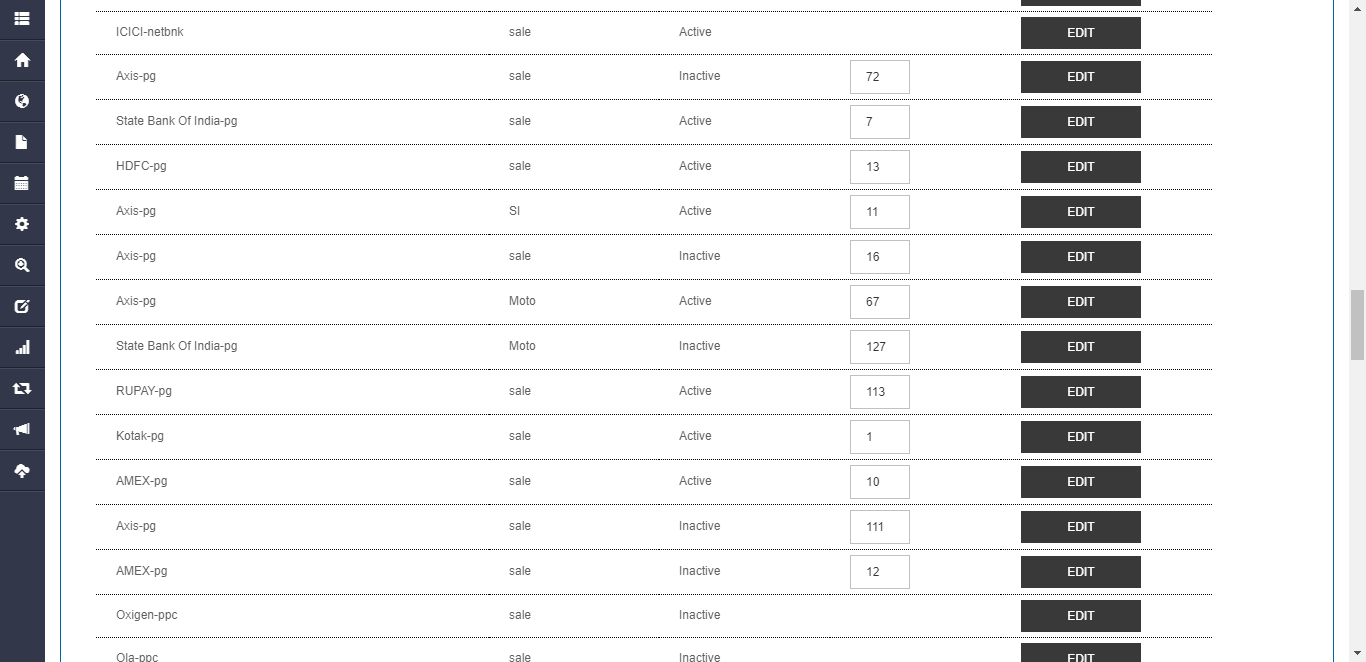 ICICI-netbnk sale Active EDIT
Axis-pg sale Inactive 72 EDIT
State Bank Of India-pg sale Active 7 EDIT
HDFC-pg sale Active 13 EDIT
Axis-pg SI Active 11 EDIT
Axis-pg sale Inactive 16 EDIT
Axis-pg Moto Active 67 EDIT
State Bank Of India-pg Moto Inactive 127 EDIT
RUPAY-pg sale Active 113 EDIT
Kotak-pg sale Active 1 EDIT
AMEX-pg sale Active 10 EDIT
Axis-pg sale Inactive 111 EDIT
AMEX-pg sale Inactive 12 EDIT
Oxigen-ppc sale Inactive EDIT
Ola-ppc sale Inactive EDIT